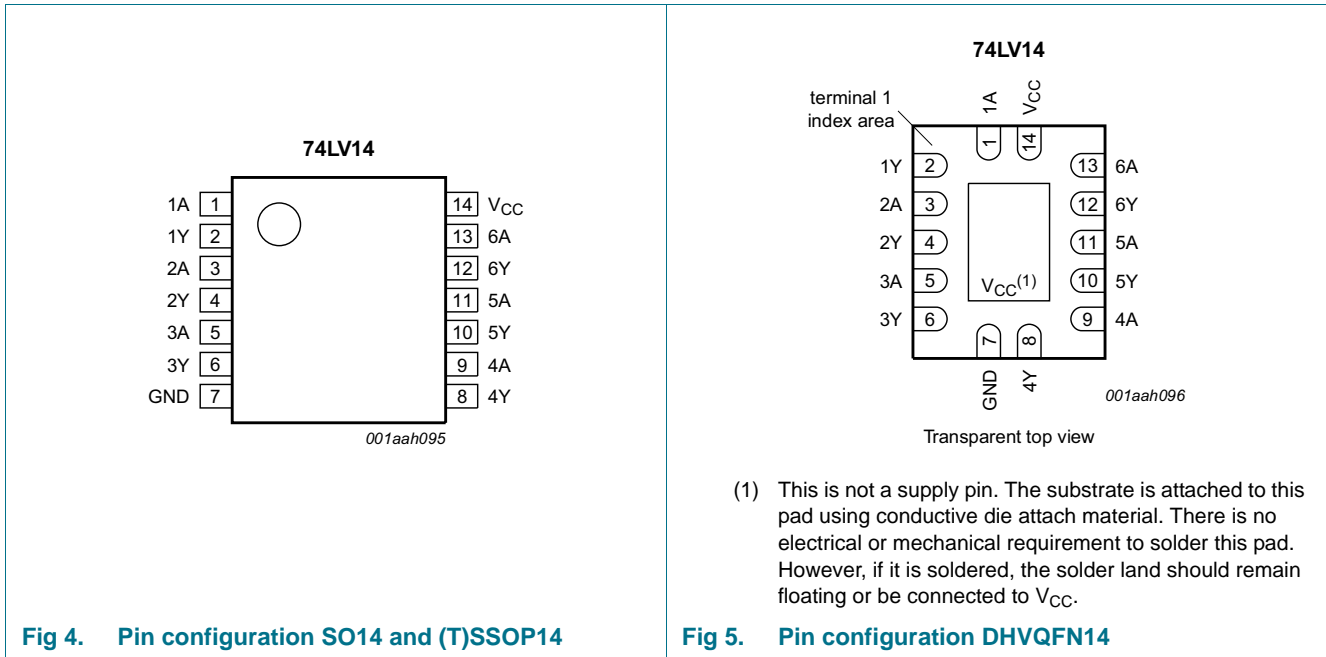 74LV14
1A 1
1Y 2
2A 3
2Y 4
3A 5
3Y 6
GND 7
14 VCC
13 6A
12 6Y
11 5A
10 5Y
9 4A
8 4Y
001aah095
Fig 4. Pin configuration SO14 and (T)SSOP14
74LV14
terminal 1
index area
1A
VCC
1
14
1Y 2
2A 3
2Y 4
3A 5
3Y 6
13 6A
12 6Y
11 5A
10 5Y
9 4A
VCC(1)
7
8
GND
4Y
001aah096
Transparent top view
(1) This is not a supply pin. The substrate is attached to this
pad using conductive die attach material. There is no
electrical or mechanical requirement to solder this pad.
However, if it is soldered, the solder land should remain
floating or be connected to VCC.
Fig 5. Pin configuration DHVQFN14